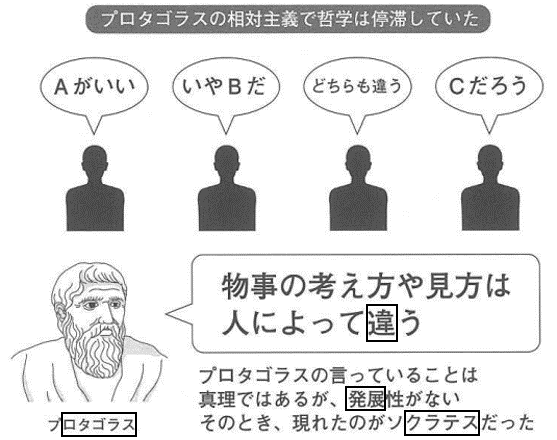 プロタゴラスの相対主義で哲学は停滞していた
Aがいい
いやBだ
どちらも違う
Cだろう
物事の考え方や見方は
人によって違う
プロタゴラスの言っていることは
真理ではあるが、発展性がない
そのとき、現れたのがソクラテスだった
プロタゴラス